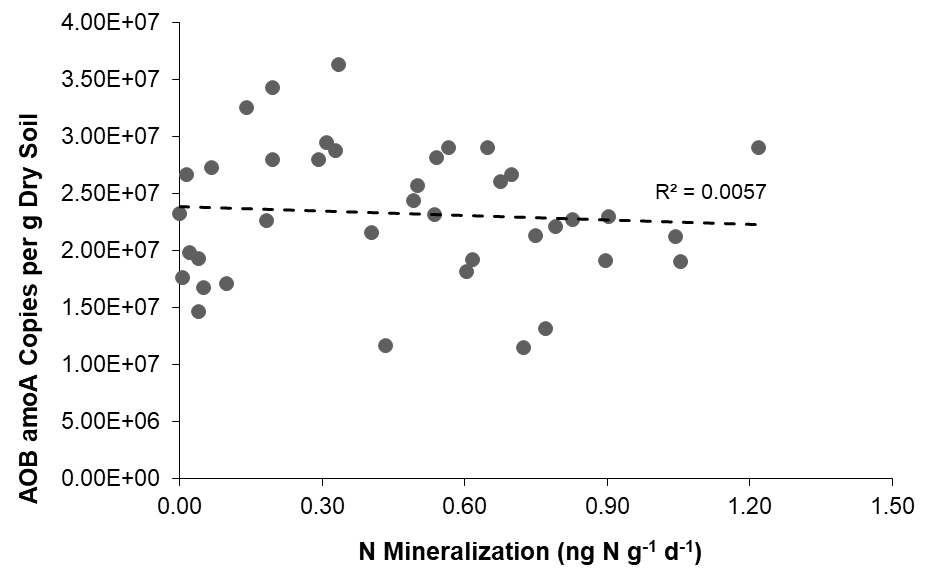 4.00E+07
3.50E+07
3.00E+07
2.50E+07
2.00E+07
1.50E+07
1.00E+07
5.00E+06
0.00E+00
AOB amoA Copies per g Dry Soil
R² = 0.0057
0.00 0.30 0.60 0.90 1.20 1.50
N Mineralization (ng N g⁻¹ d⁻¹)